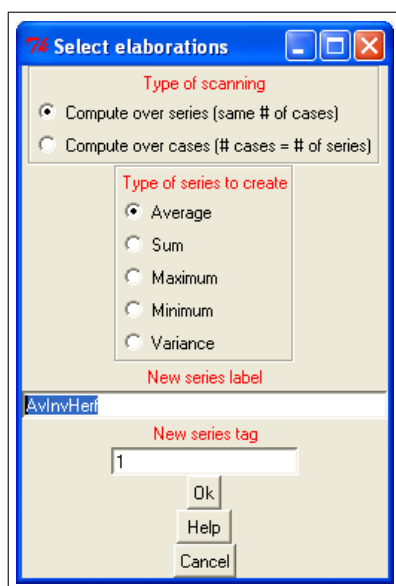 Select elaborations
Type of scanning
Compute over series (same # of cases)
Compute over cases (# cases = # of series)
Type of series to create
Average
Sum
Maximum
Minimum
Variance
New series label
AvInvHerf
New series tag
1
Ok
Help
Cancel